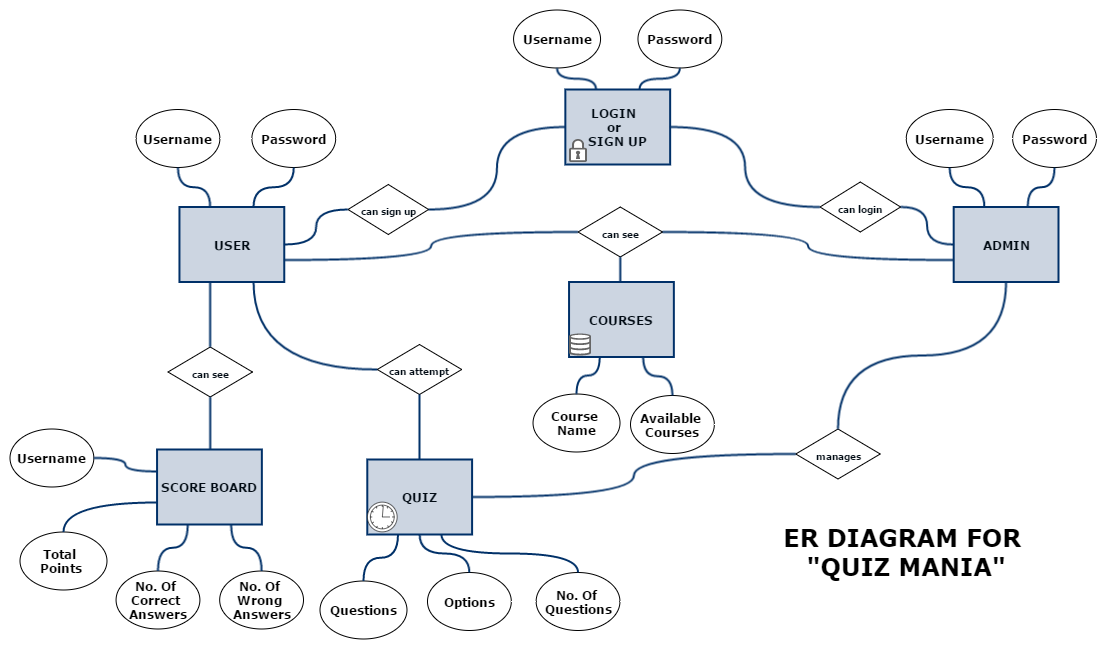 Username
Password
LOGIN
or
SIGN UP
Username
Password
Username
Password
can sign up
can login
USER
can see
ADMIN
COURSES
can see
can attempt
Course
Name
Available
Courses
Username
manages
SCORE BOARD
QUIZ
ER DIAGRAM FOR
"QUIZ MANIA"
Total
Points
No. Of
Correct
Answers
No. Of
Wrong
Answers
Questions
Options
No. Of
Questions